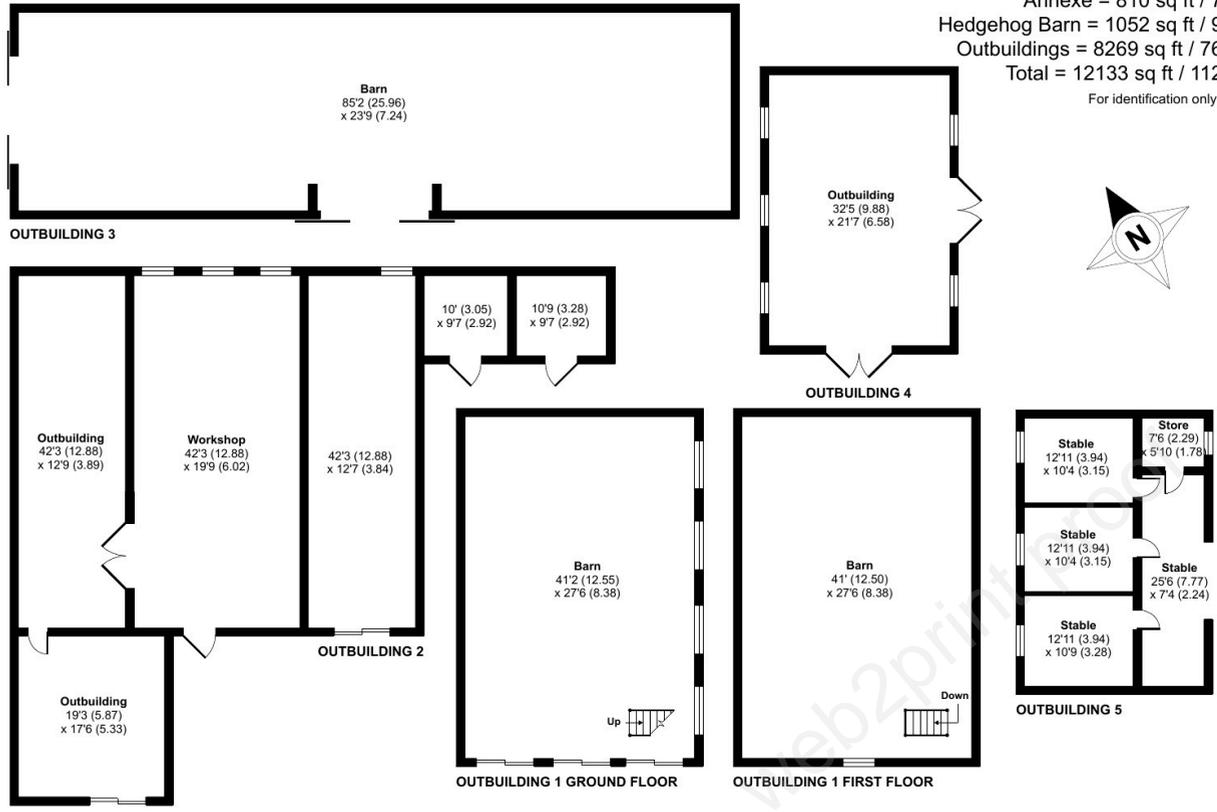 Annexe = 810 sq ft / 7
Hedgehog Barn = 1052 sq ft / 9
Outbuildings = 8269 sq ft / 76
Total = 12133 sq ft / 112
For identification only
Barn
85'2 (25.96)
x 23'9 (7.24)
OUTBUILDING 3
Outbuilding
32'5 (9.88)
x 21'7 (6.58)
OUTBUILDING 4
N
Outbuilding
42'3 (12.88)
x 12'9 (3.89)
Workshop
42'3 (12.88)
x 19'9 (6.02)
42'3 (12.88)
x 12'7 (3.84)
10' (3.05)
x 9'7 (2.92)
10'9 (3.28)
x 9'7 (2.92)
OUTBUILDING 2
Outbuilding
19'3 (5.87)
x 17'6 (5.33)
Barn
41'2 (12.55)
x 27'6 (8.38)
Up
OUTBUILDING 1 GROUND FLOOR
Barn
41' (12.50)
x 27'6 (8.38)
Down
OUTBUILDING 1 FIRST FLOOR
Stable
12'11 (3.94)
x 10'4 (3.15)
Store
7'6 (2.29)
x 5'10 (1.78)
Stable
12'11 (3.94)
x 10'4 (3.15)
Stable
25'6 (7.77)
x 7'4 (2.24)
Stable
12'11 (3.94)
x 10'9 (3.28)
OUTBUILDING 5
web2print proof